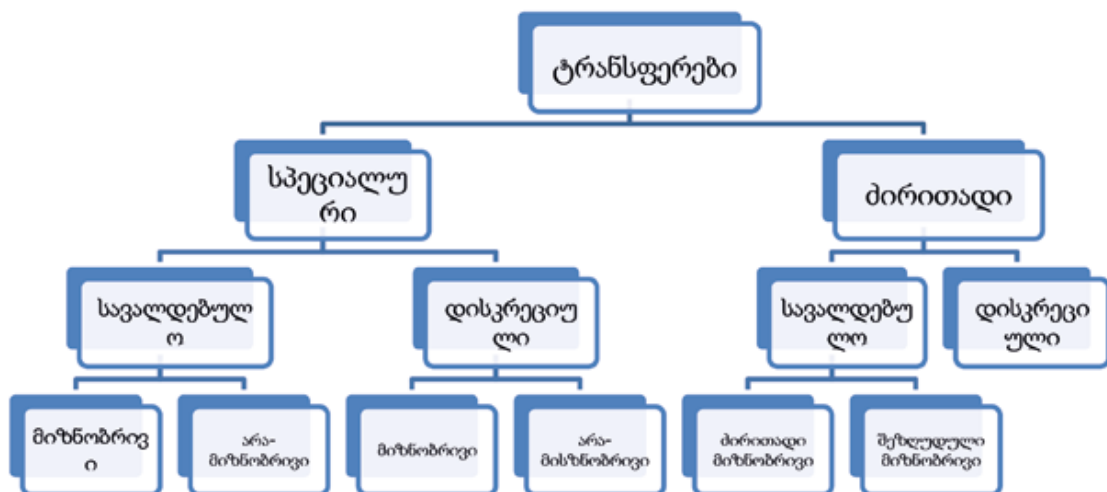 ტრანსფერები
სპეციალუ
რი
ძირითადი
სავალდებულ
ო
დისკრეციუ
ლი
სავალდებუ
ლო
დისკრეცი
ული
მიზნობრივ
ი
არა-
მიზნობრივი
მიზნობრივი
არა-
მისზნობრივი
ძირითადი
მიზნობრივი
შეზღუდული
მიზნობრივი